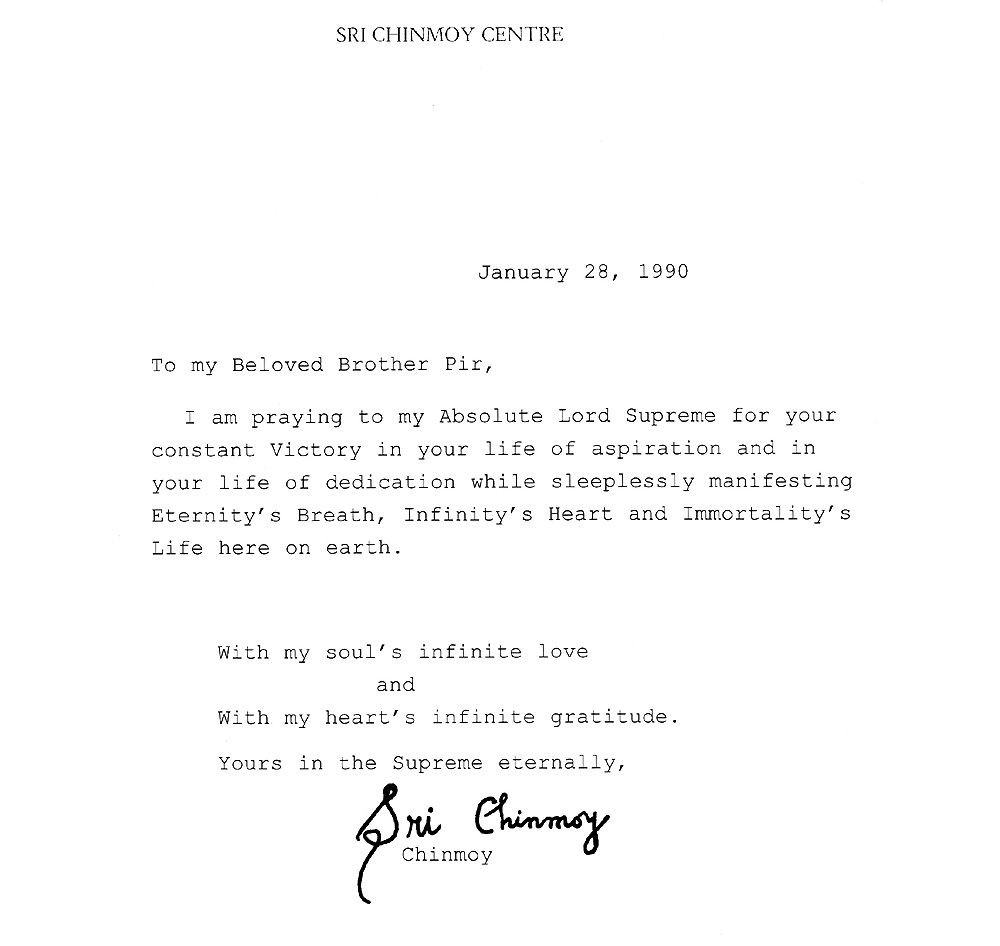 SRI CHINMOY CENTRE
January 28, 1990
To my Beloved Brother Pir,
I am praying to my Absolute Lord Supreme for your
constant Victory in your life of aspiration and in
your life of dedication while sleeplessly manifesting
Eternity's Breath, Infinity's Heart and Immortality's
Life here on earth.
With my soul's infinite love
and
With my heart's infinite gratitude.
Yours in the Supreme eternally,
Sri Chinmoy
Chinmoy